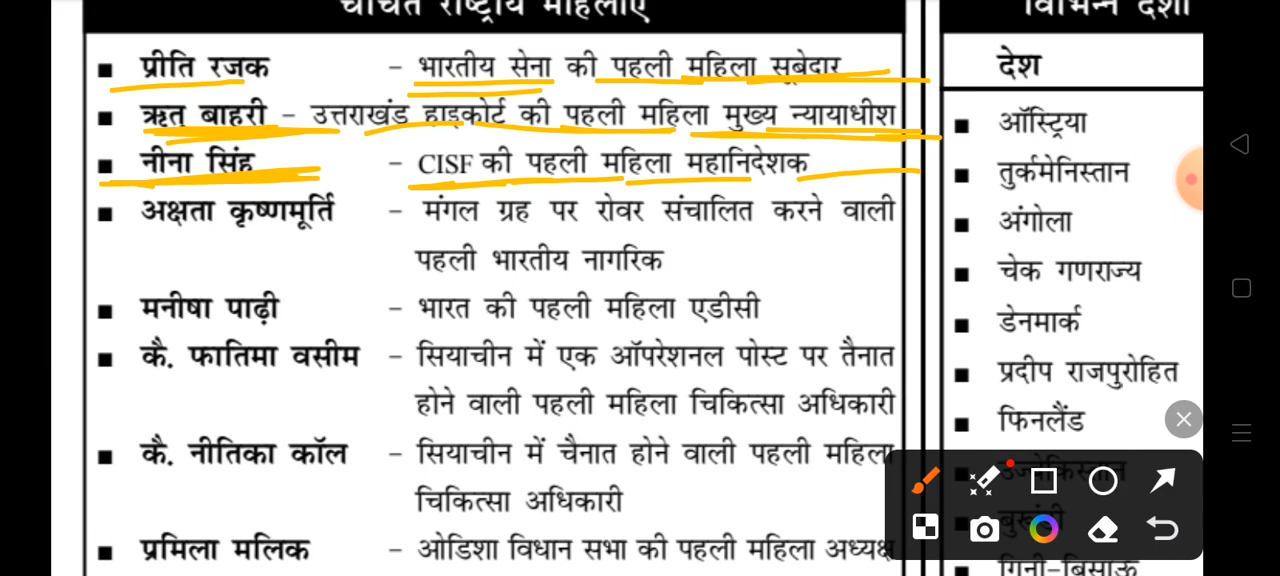 चर्चित राष्ट्रीय महिलाएं
■ प्रीति रजक – भारतीय सेना की पहली महिला सूबेदार
■ ऋत बाहरी – उत्तराखंड हाइकोर्ट की पहली महिला मुख्य न्यायाधीश
■ नीना सिंह – CISF की पहली महिला महानिदेशक
■ अक्षता कृष्णमूर्ति – मंगल ग्रह पर रोवर संचालित करने वाली
पहली भारतीय नागरिक
■ मनीषा पाढ़ी – भारत की पहली महिला एडीसी
■ कै. फातिमा वसीम – सियाचीन में एक ऑपरेशनल पोस्ट पर तैनात
होने वाली पहली महिला चिकित्सा अधिकारी
■ कै. नीतिका कॉल – सियाचीन में चैनात होने वाली पहली महिला
चिकित्सा अधिकारी
■ प्रमिला मलिक – ओडिशा विधान सभा की पहली महिला अध्यक्ष
विभिन्न देशों
देश
■ ऑस्ट्रिया
■ तुर्कमेनिस्तान
■ अंगोला
■ चेक गणराज्य
■ डेनमार्क
■ प्रदीप राजपुरोहित
■ फिनलैंड
■ उज्बेकिस्तान
■ गिनी-बिसाऊ